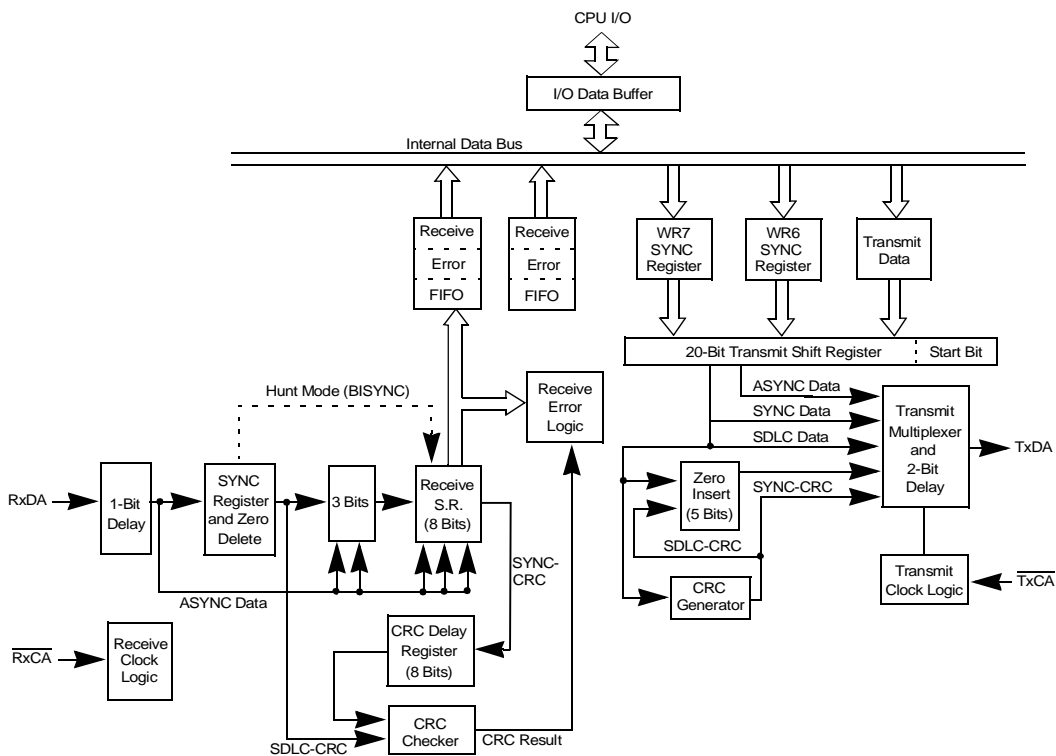 CPU I/O
I/O Data Buffer
Internal Data Bus
Receive
Error
FIFO
Receive
Error
FIFO
WR7
SYNC
Register
WR6
SYNC
Register
Transmit
Data
20-Bit Transmit Shift Register
Start Bit
Hunt Mode (BISYNC)
Receive
Error
Logic
ASYNC Data
SYNC Data
SDLC Data
Transmit
Multiplexer
and
2-Bit
Delay
TxDA
RxDA
1-Bit
Delay
SYNC
Register
and Zero
Delete
3 Bits
Receive
S.R.
(8 Bits)
Zero
Insert
(5 Bits)
SYNC-CRC
SDLC-CRC
SYNC-
CRC
ASYNC Data
CRC
Generator
Transmit
Clock Logic
TxCA
RxCA
Receive
Clock
Logic
CRC Delay
Register
(8 Bits)
CRC
Checker
SDLC-CRC
CRC Result